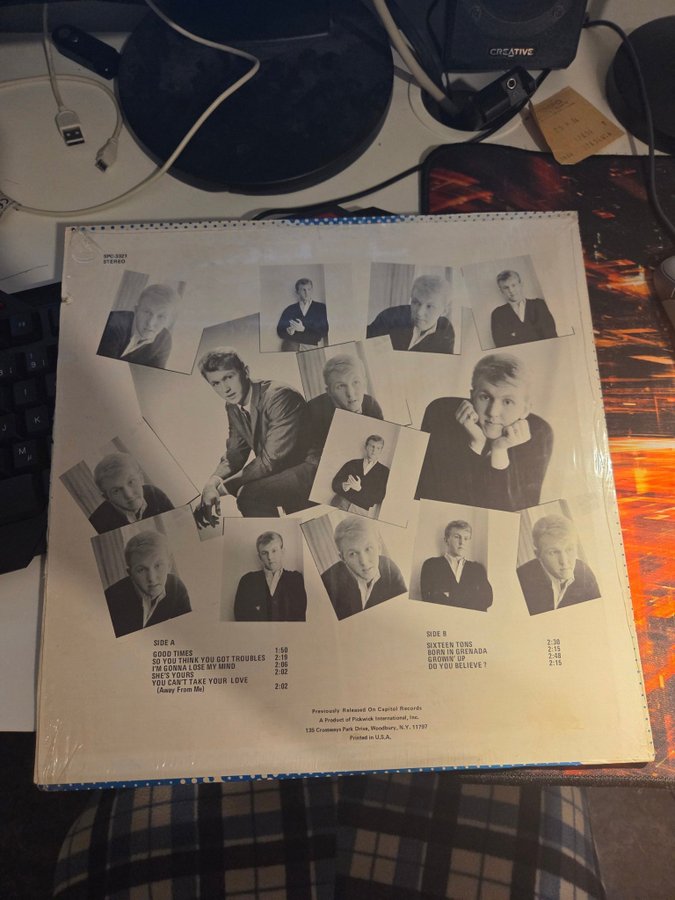 CREATIVE
SPC-3321
STEREO
SIDE A
GOOD TIMES 1:50
SO YOU THINK YOU GOT TROUBLES 2:19
I'M GONNA LOSE MY MIND 2:06
SHE'S YOURS 2:02
YOU CAN'T TAKE YOUR LOVE
(Away From Me) 2:02
SIDE B
SIXTEEN TONS 2:38
BORN IN GRENADA 2:15
GROWIN' UP 2:48
DO YOU BELIEVE ? 2:15
Previously Released On Capitol Records
A Product of Pickwick International, Inc.
135 Crossways Park Drive, Woodbury, N.Y. 11797
Printed in U.S.A.
J
K
M